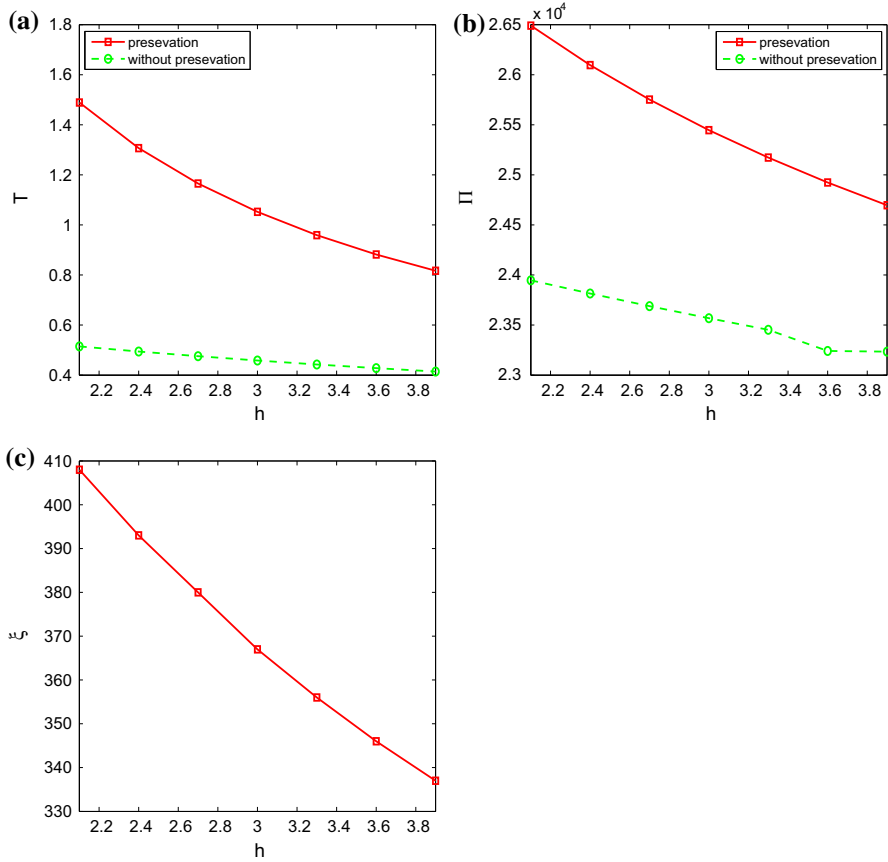 (a)
1.8
1.6
1.4
1.2
1
0.8
0.6
0.4
T
presevation
without presevation
2.2 2.4 2.6 2.8 3 3.2 3.4 3.6 3.8
h
(b)
x 10⁴
2.65
2.6
2.55
2.5
2.45
2.4
2.35
2.3
Π
presevation
without presevation
2.2 2.4 2.6 2.8 3 3.2 3.4 3.6 3.8
h
(c)
410
400
390
380
370
360
350
340
330
ξ
2.2 2.4 2.6 2.8 3 3.2 3.4 3.6 3.8
h